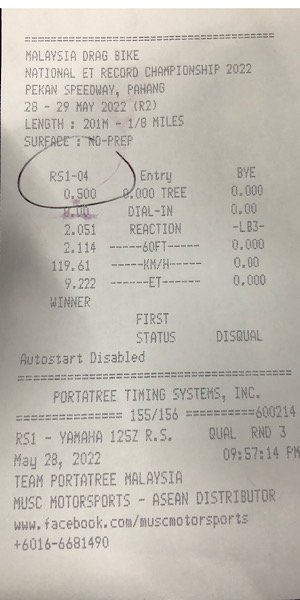 ==============================
MALAYSIA DRAG BIKE
NATIONAL ET RECORD CHAMPIONSHIP 2022
PEKAN SPEEDWAY, PAHANG
28 - 29 MAY 2022 (R2)
LENGTH : 201M - 1/8 MILES
SURFACE : NO-PREP
==============================
RS1-04 Entry BYE
0.500 0.000 TREE 0.000
0.00 DIAL-IN 0.00
2.051 REACTION -LB3-
2.114 -----60FT----- 0.000
119.61 -----KM/H----- 0.00
9.222 ------ET------ 0.000
WINNER
FIRST
STATUS DISQUAL
Autostart Disabled
==============================
PORTATREE TIMING SYSTEMS, INC.
============== 155/156 =========600214
RS1 - YAMAHA 125Z R.S. QUAL RND 3
May 28, 2022 09:57:14 PM
TEAM PORTATREE MALAYSIA
MUSC MOTORSPORTS - ASEAN DISTRIBUTOR
www.facebook.com/muscmotorsports
+6016-6681490